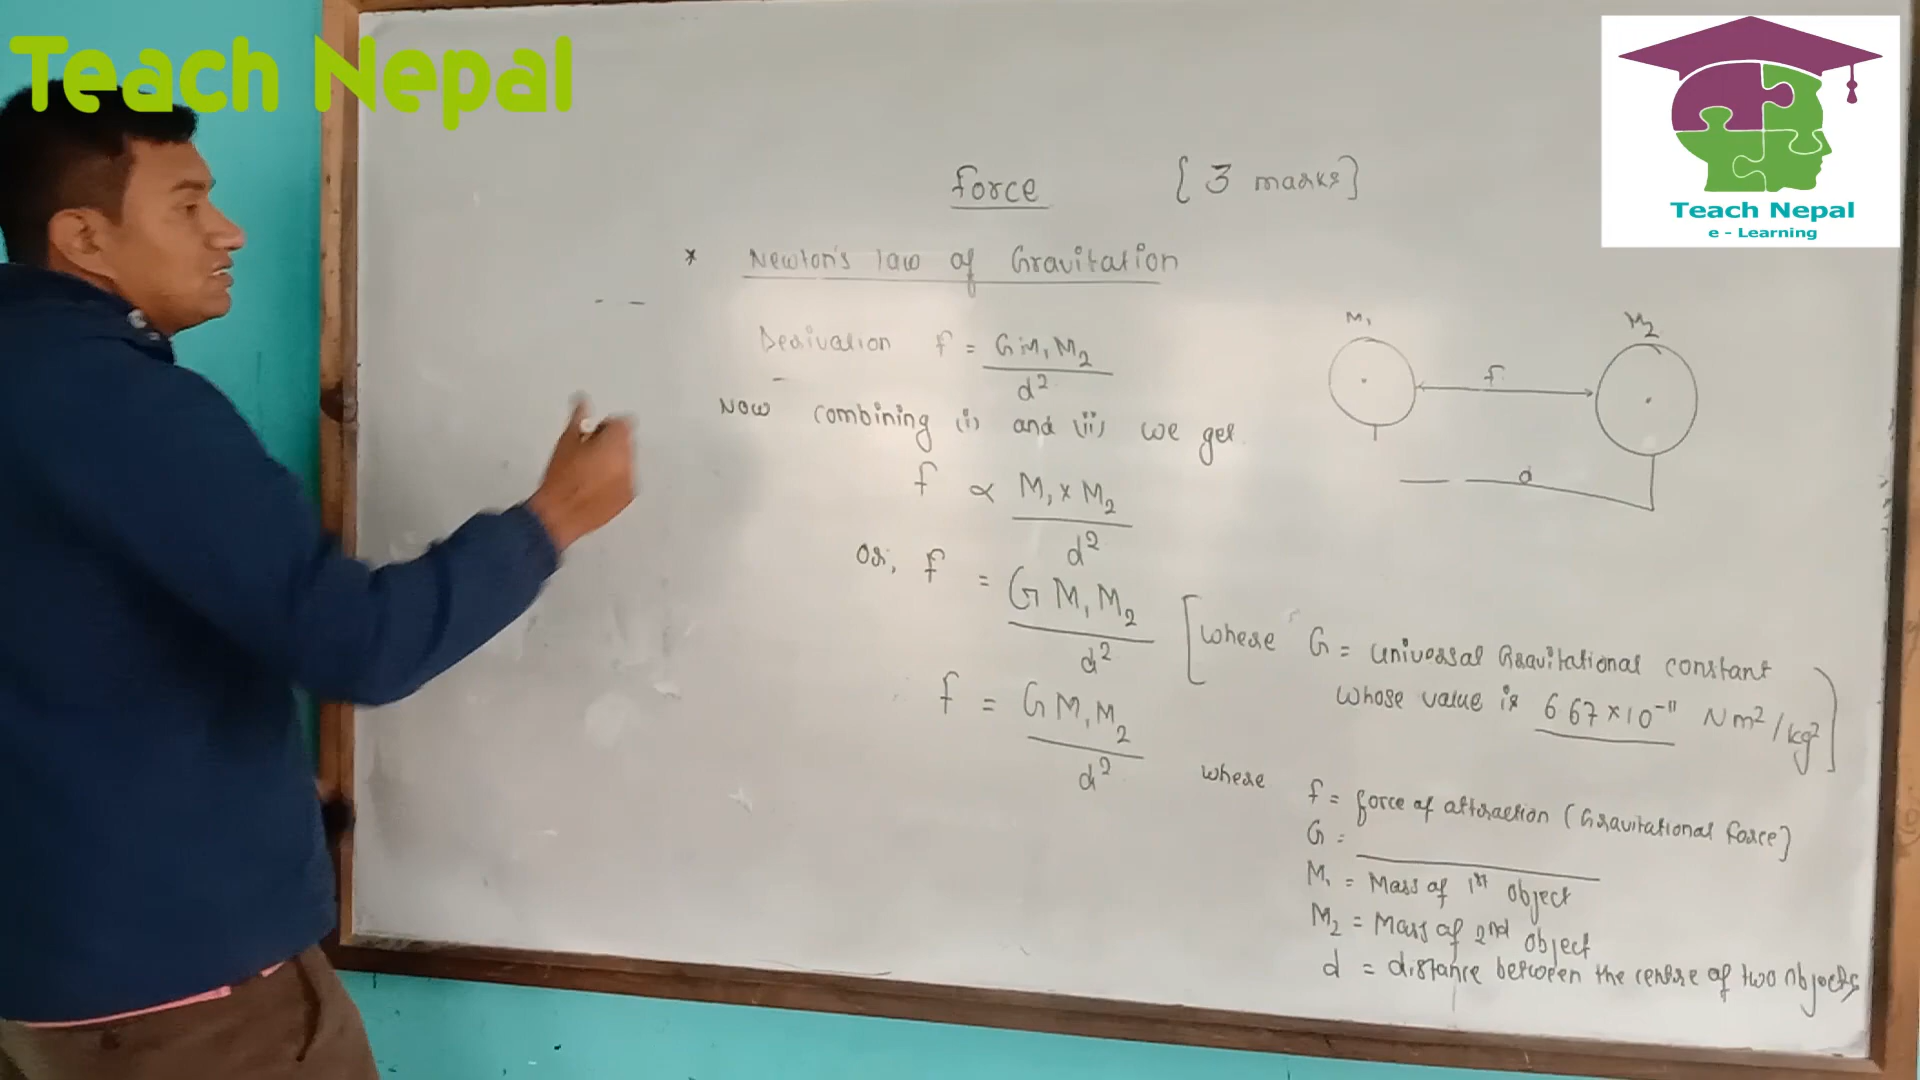 Teach Nepal
Teach Nepal
e - Learning
force [3 marks]
* Newton's law of Gravitation
Derivation f = GM₁M₂ / d²
M₁ M₂
f
d
Now combining (i) and (ii) we get
f ∝ M₁ × M₂ / d²
or, f = GM₁M₂ / d² [where G = universal Gravitational constant
whose value is 6.67×10⁻¹¹ Nm²/kg²]
f = GM₁M₂ / d² where f = force of attraction (Gravitational force)
G =
M₁ = Mass of 1st object
M₂ = Mass of 2nd object
d = distance between the centre of two objects